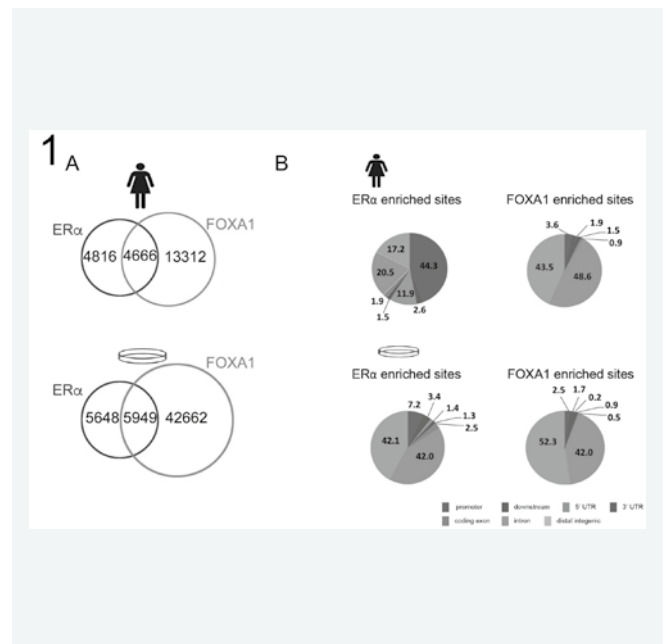 1 A
B
ERα
FOXA1
4816 4666 13312
ERα
FOXA1
5648 5949 42662
ERα enriched sites
44.3
2.6
11.9
1.5
1.9
20.5
17.2
FOXA1 enriched sites
3.6
1.9
1.5
0.9
48.6
43.5
ERα enriched sites
7.2
3.4
1.4
1.3
2.5
42.0
42.1
FOXA1 enriched sites
2.5
1.7
0.2
0.9
0.5
42.0
52.3
promoter downstream 5' UTR 3' UTR
coding exon intron distal integenic